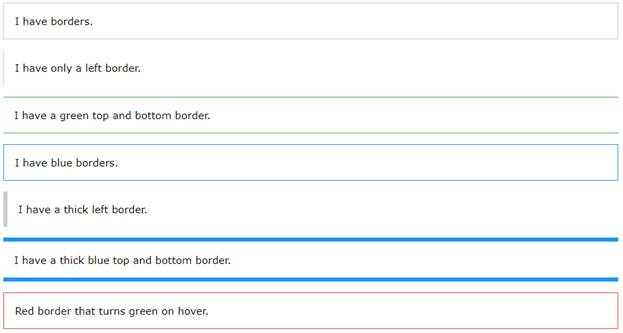 I have borders.
I have only a left border.
I have a green top and bottom border.
I have blue borders.
I have a thick left border.
I have a thick blue top and bottom border.
Red border that turns green on hover.